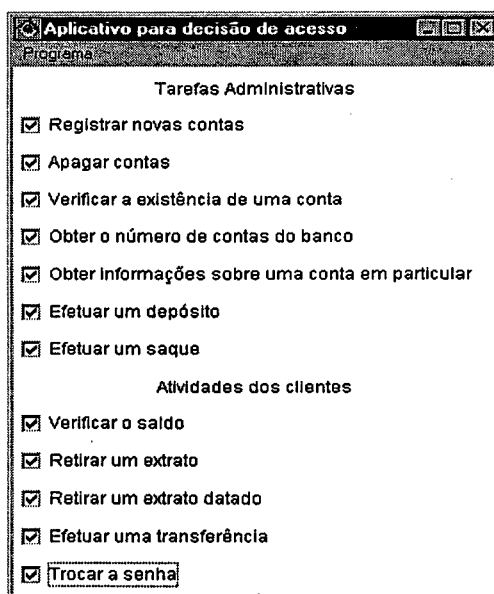 Aplicativo para decisão de acesso
Programa
Tarefas Administrativas
Registrar novas contas
Apagar contas
Verificar a existência de uma conta
Obter o número de contas do banco
Obter informações sobre uma conta em particular
Efetuar um depósito
Efetuar um saque
Atividades dos clientes
Verificar o saldo
Retirar um extrato
Retirar um extrato datado
Efetuar uma transferência
Trocar a senha